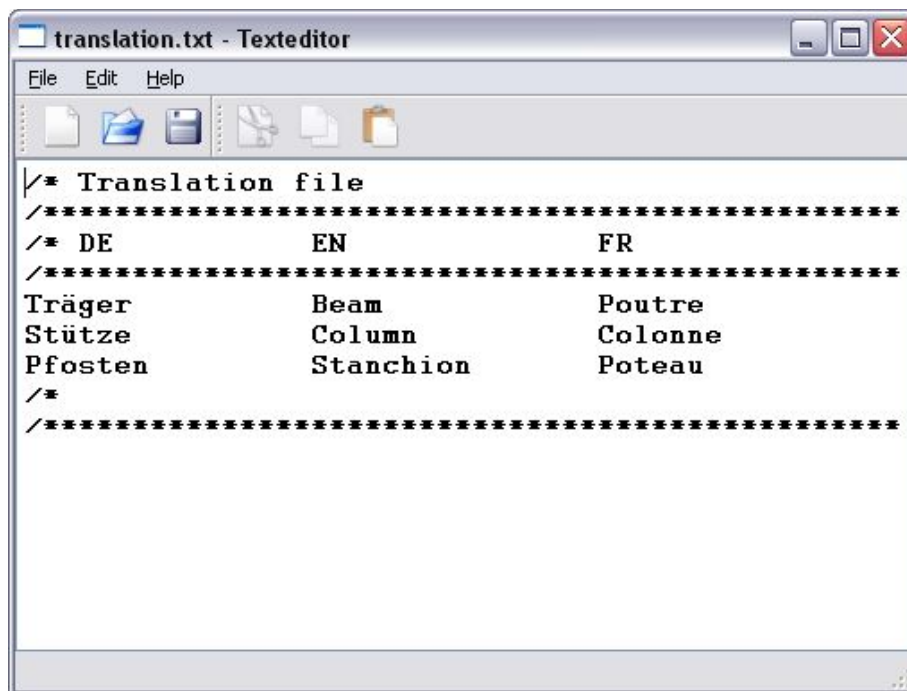 translation.txt - Texteditor
File Edit Help
/* Translation file
/************************************************
/* DE EN FR
/************************************************
Träger Beam Poutre
Stütze Column Colonne
Pfosten Stanchion Poteau
/*
/************************************************